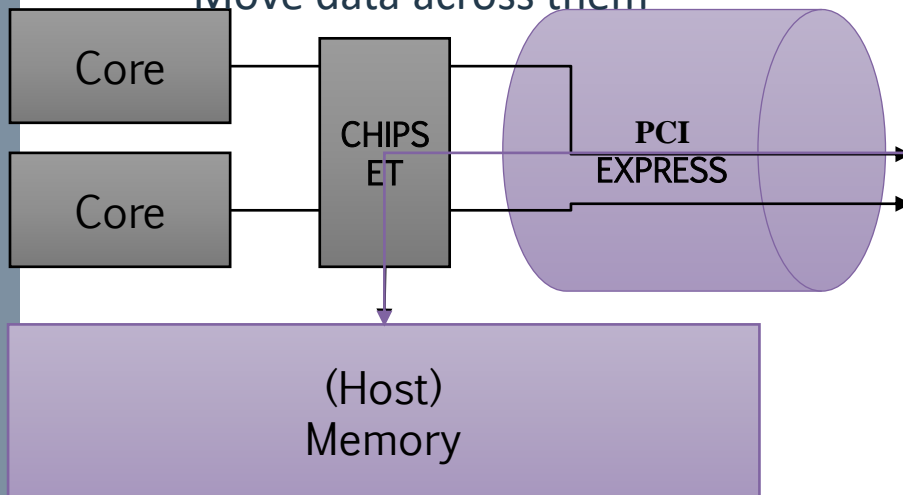 Move data across them
Core
CHIPS
ET
PCI
EXPRESS
Core
(Host)
Memory